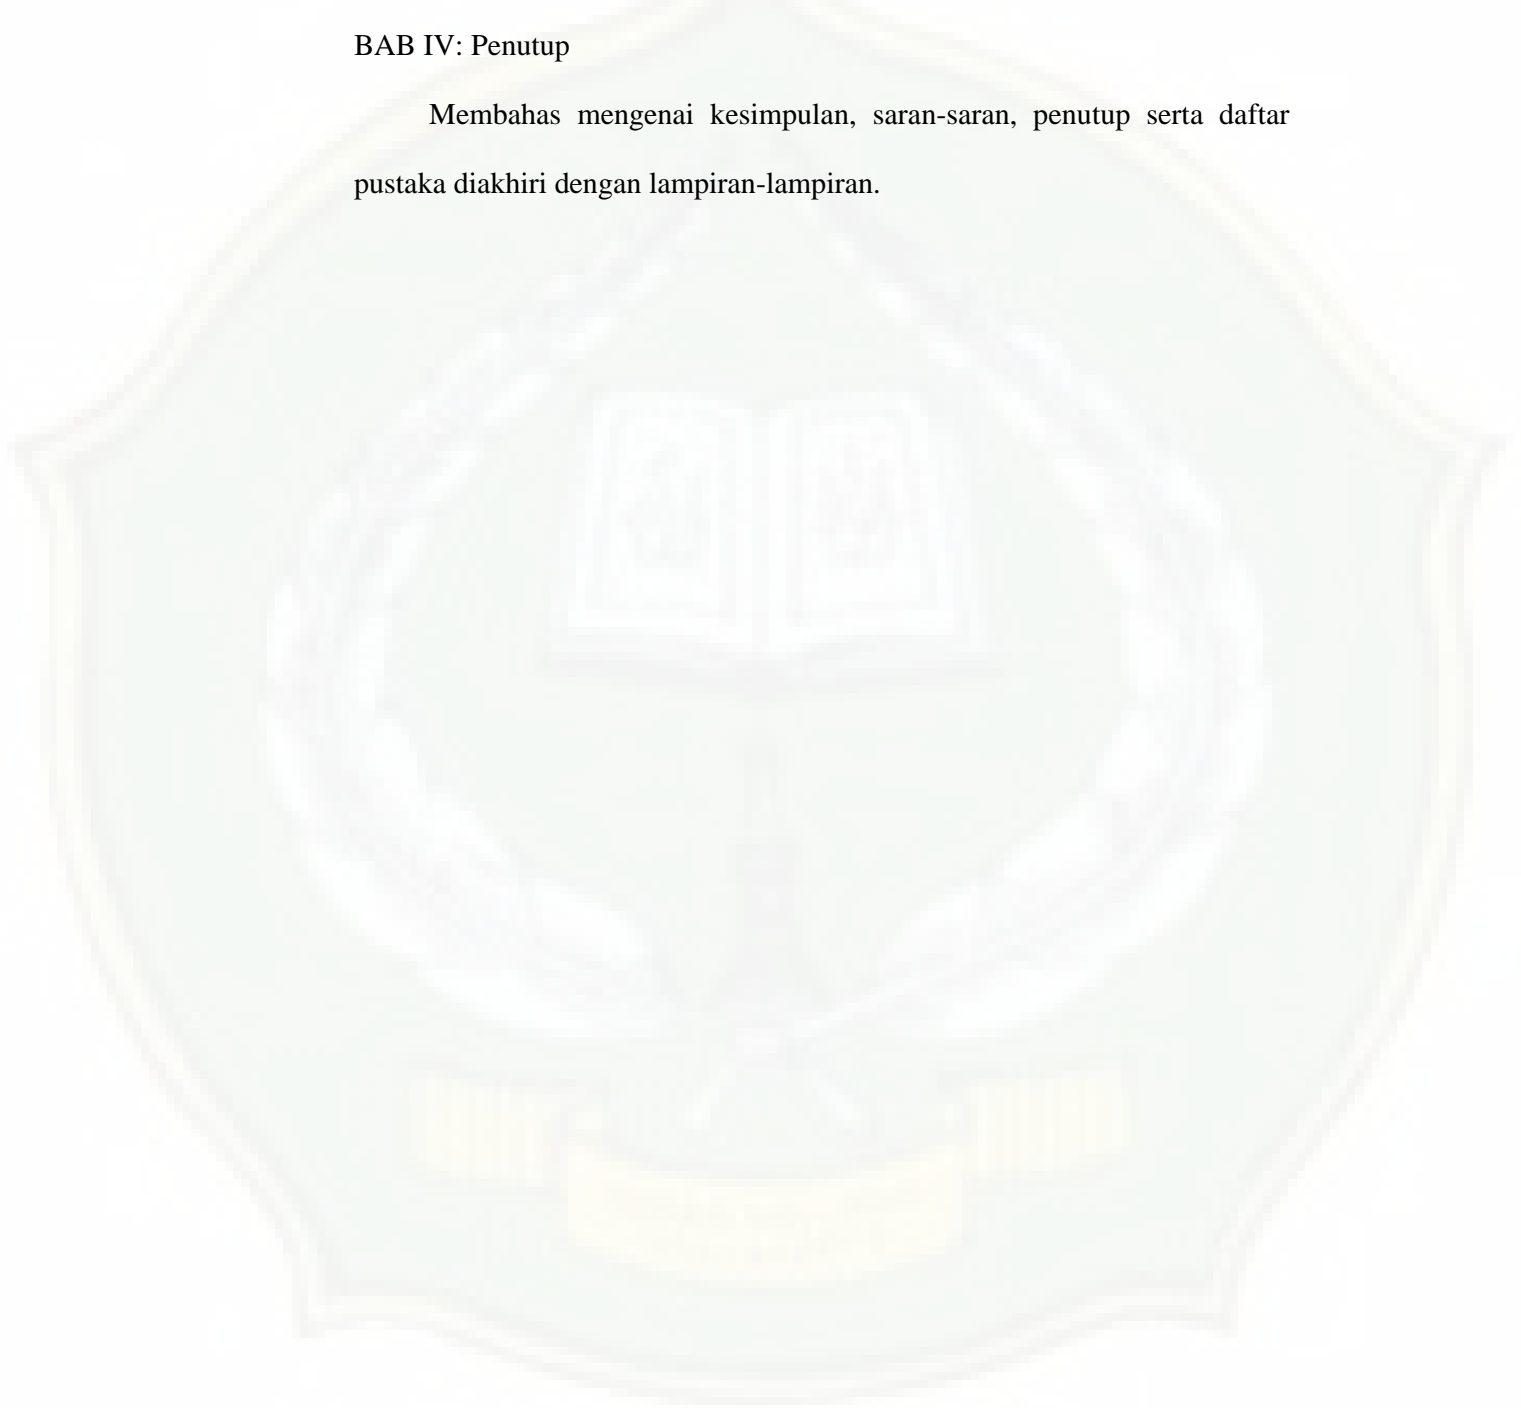 BAB IV: Penutup
Membahas mengenai kesimpulan, saran-saran, penutup serta daftar
pustaka diakhiri dengan lampiran-lampiran.